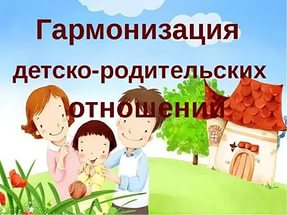 Гармонизация
детско-родительских
отношений